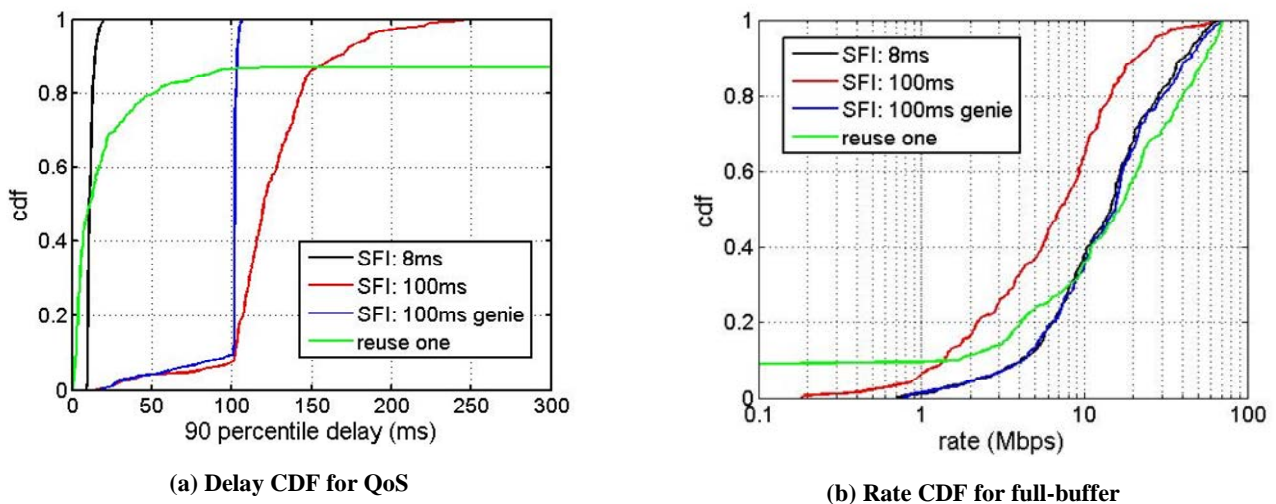 1
0.8
0.6
0.4
0.2
0
cdf
0 50 100 150 200 250 300
90 percentile delay (ms)
SFI: 8ms
SFI: 100ms
SFI: 100ms genie
reuse one
(a) Delay CDF for QoS
1
0.8
0.6
0.4
0.2
0
cdf
0.1 1 10 100
rate (Mbps)
SFI: 8ms
SFI: 100ms
SFI: 100ms genie
reuse one
(b) Rate CDF for full-buffer